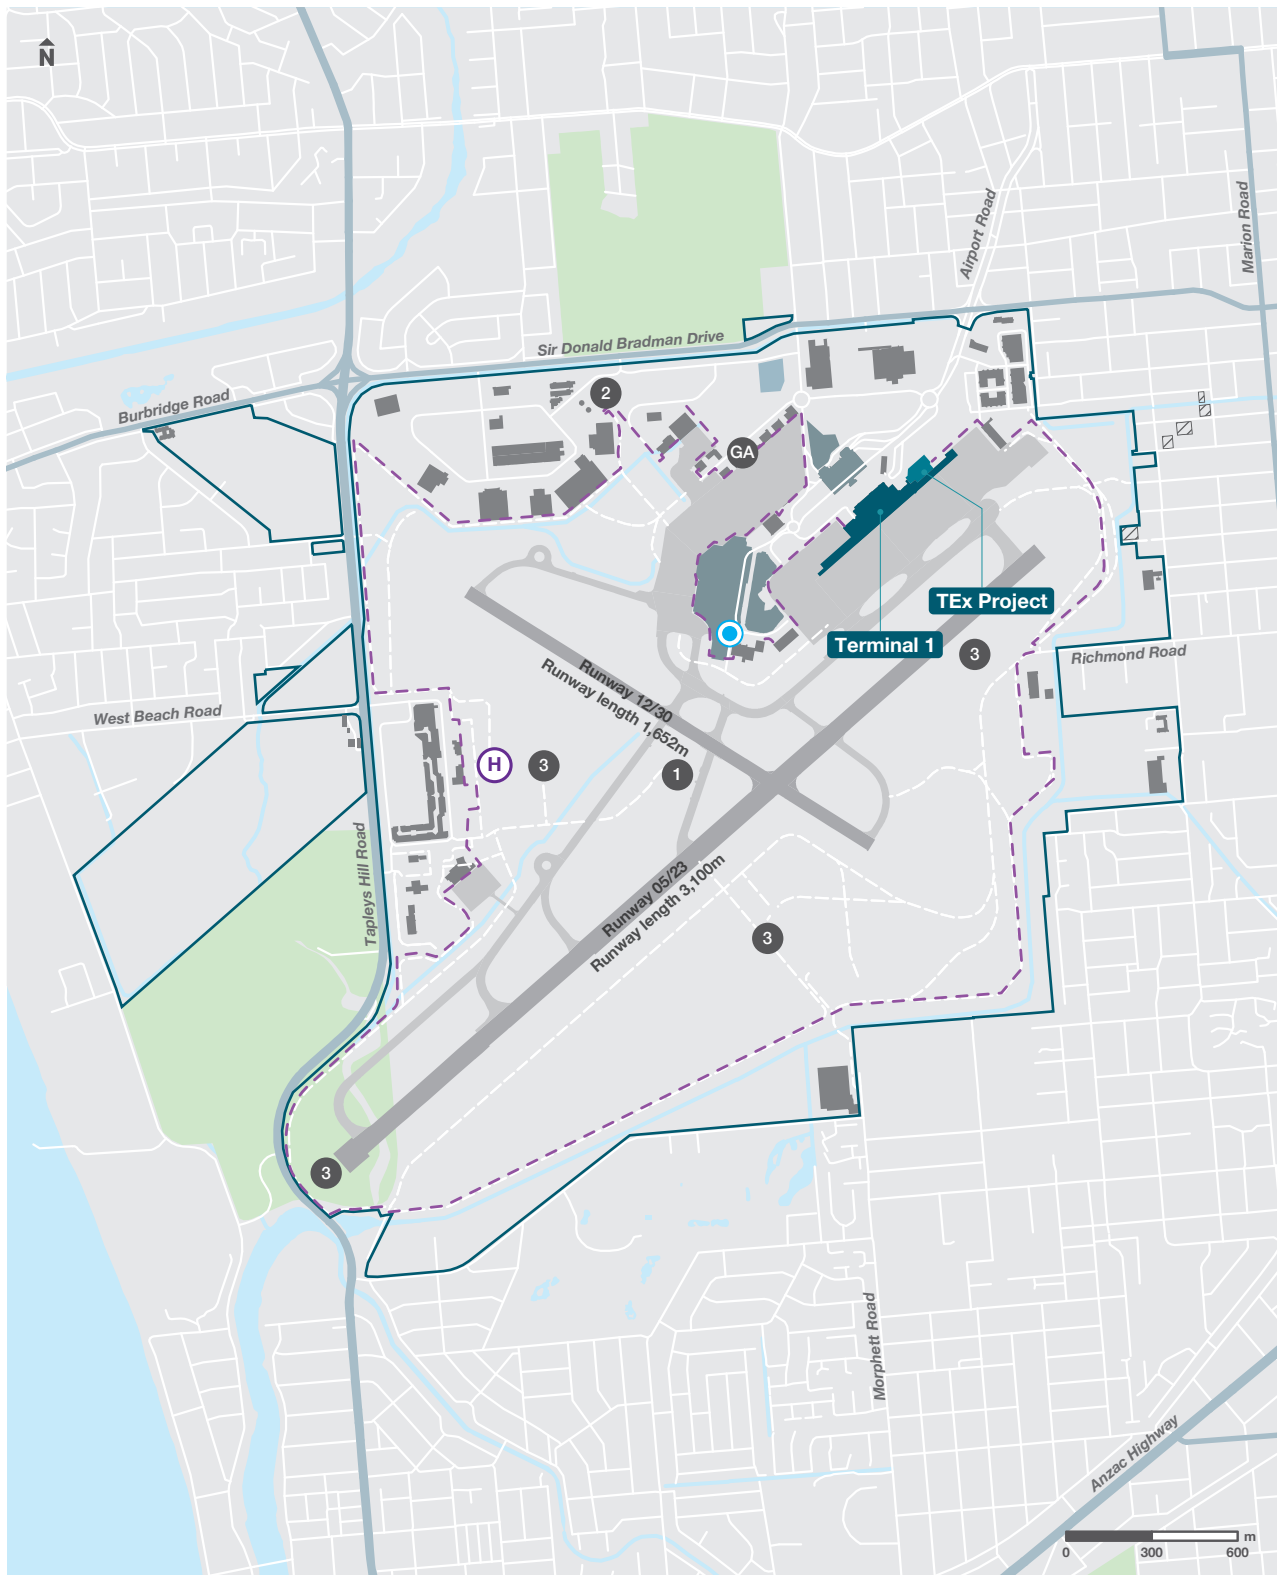 N
Airport Road
Marion Road
Sir Donald Bradman Drive
Burbridge Road
2
GA
TEx Project
Terminal 1
3
Richmond Road
Runway 12/30
Runway length 1,652m
West Beach Road
H
3
1
Tapleys Hill Road
Runway 05/23
Runway length 3,100m
3
3
Morphett Road
Anzac Highway
m
0 300 600